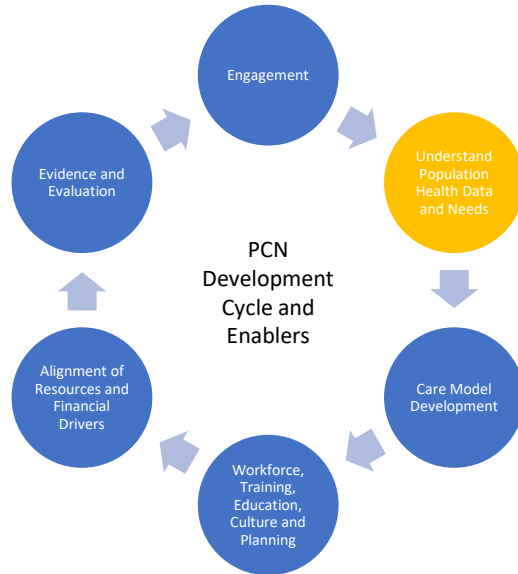 Engagement
Understand
Population
Health Data
and Needs
Care Model
Development
Workforce,
Training,
Education,
Culture and
Planning
Alignment of
Resources and
Financial
Drivers
Evidence and
Evaluation
PCN
Development
Cycle and
Enablers